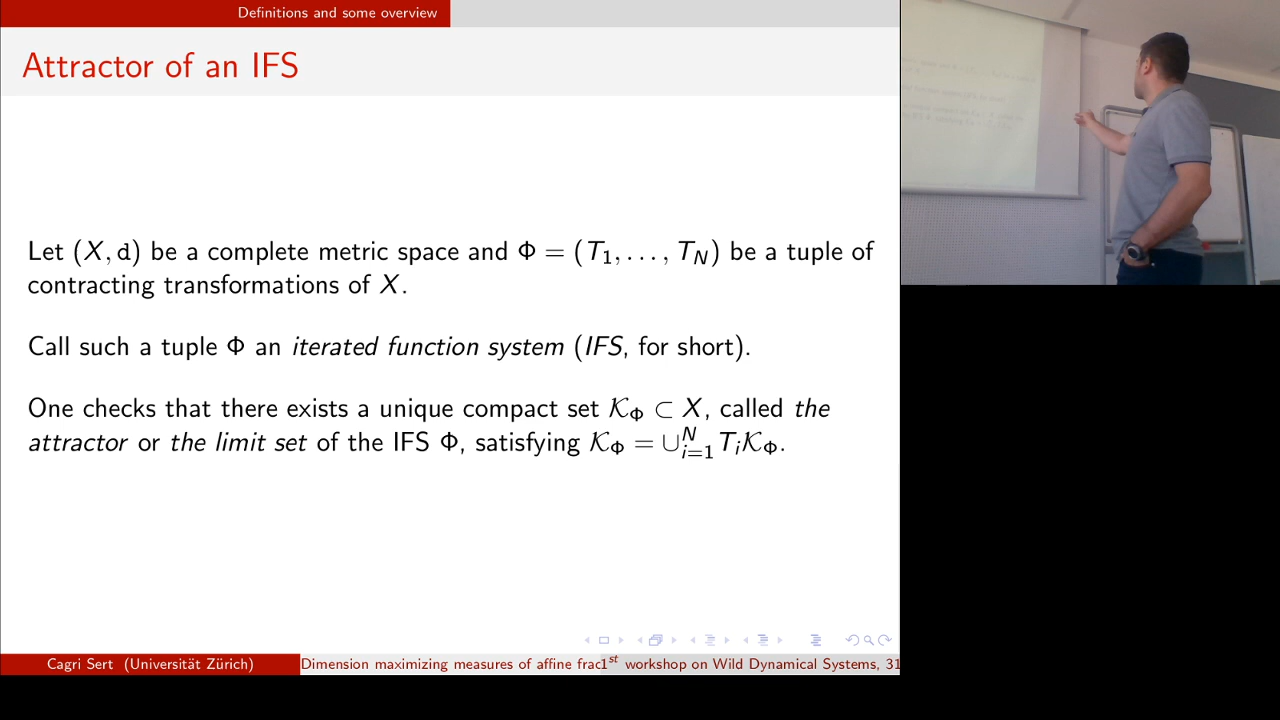 Definitions and some overview
Attractor of an IFS
Let (X, d) be a complete metric space and Φ = (T₁, . . . , T_N) be a tuple of
contracting transformations of X.
Call such a tuple Φ an iterated function system (IFS, for short).
One checks that there exists a unique compact set 𝒦_Φ ⊂ X, called the
attractor or the limit set of the IFS Φ, satisfying 𝒦_Φ = ∪_{i=1}^N T_i𝒦_Φ.
Cagri Sert (Universität Zürich)
Dimension maximizing measures of affine frac
1st workshop on Wild Dynamical Systems, 31